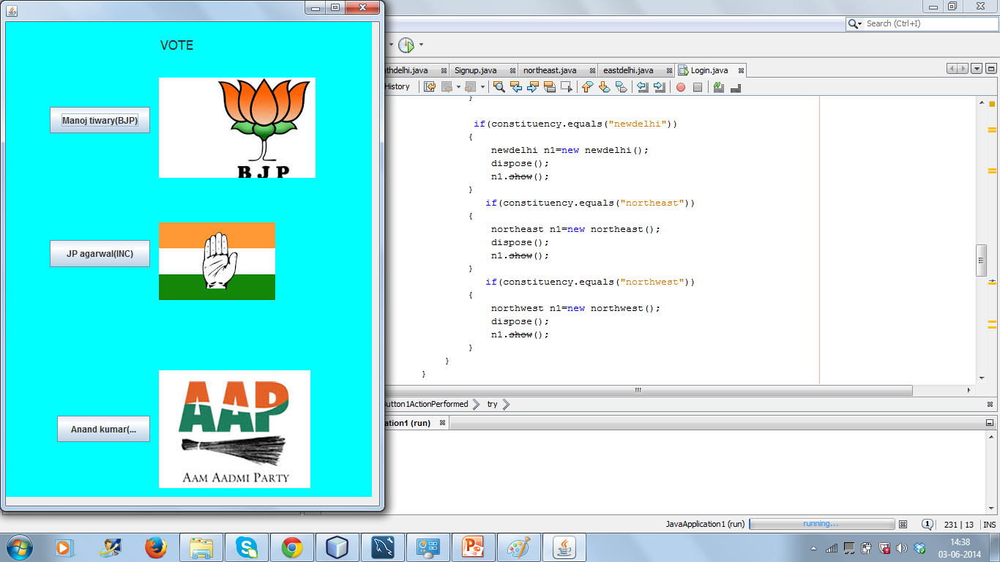 VOTE
Manoj tiwary(BJP)
BJP
JP agarwal(INC)
AAP
Anand kumar(...
AAM AADMI PARTY
Search (Ctrl+I)
thdelhi.java
Signup.java
northeast.java
eastdelhi.java
Login.java
History
}
if(constituency.equals("newdelhi"))
{
newdelhi n1=new newdelhi();
dispose();
n1.show();
}
if(constituency.equals("northeast"))
{
northeast n1=new northeast();
dispose();
n1.show();
}
if(constituency.equals("northwest"))
{
northwest n1=new northwest();
dispose();
n1.show();
}
}
}
Button1ActionPerformed
try
ation1 (run)
JavaApplication1 (run)
running...
1
231 | 13
INS
14:38
03-06-2014